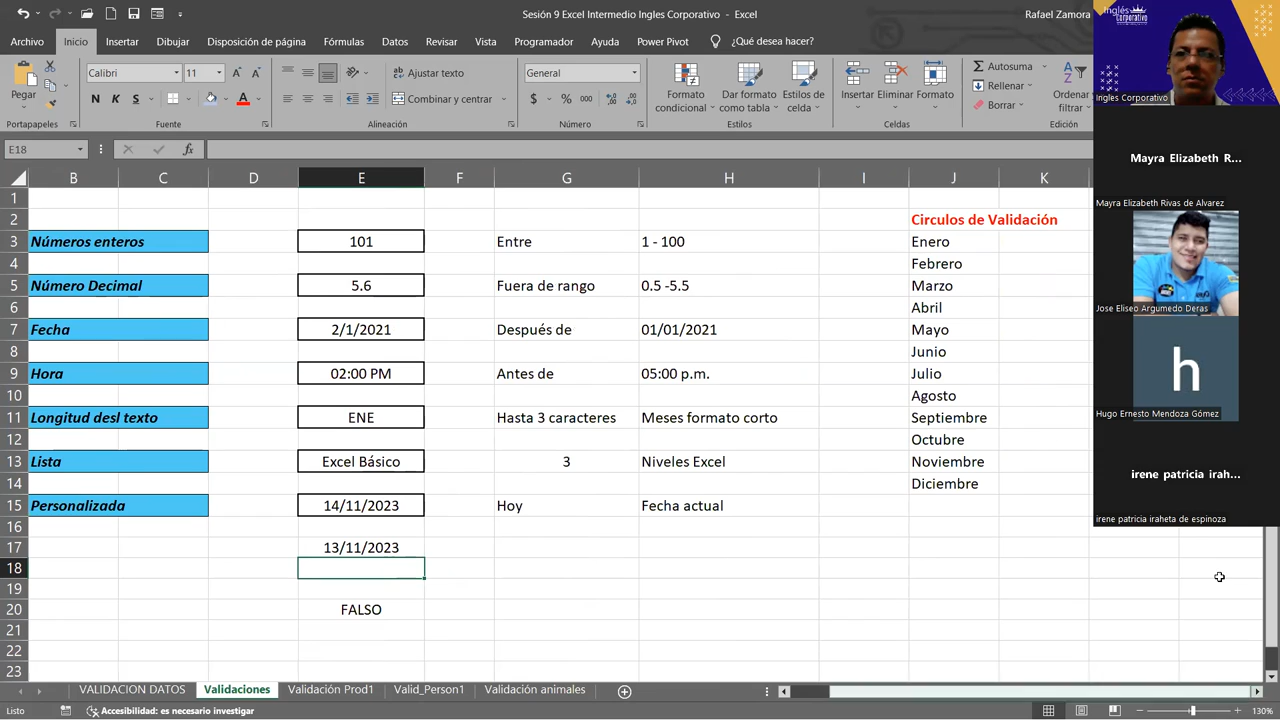 Sesión 9 Excel Intermedio Ingles Corporativo - Excel
Rafael Zamora
Archivo Inicio Insertar Dibujar Disposición de página Fórmulas Datos Revisar Vista Programador Ayuda Power Pivot ¿Qué desea hacer?
Pegar
Calibri 11
N K S
Ajustar texto
Combinar y centrar
General
$ % 000
Formato condicional
Dar formato como tabla
Estilos de celda
Insertar Eliminar Formato
Autosuma
Rellenar
Borrar
Ordenar filtrar
Portapapeles Fuente Alineación Número Estilos Celdas Edición
E18 fx
B C D E F G H I J K
1
2 Circulos de Validación
3 Números enteros 101 Entre 1 - 100 Enero
4 Febrero
5 Número Decimal 5.6 Fuera de rango 0.5 -5.5 Marzo
6 Abril
7 Fecha 2/1/2021 Después de 01/01/2021 Mayo
8 Junio
9 Hora 02:00 PM Antes de 05:00 p.m. Julio
10 Agosto
11 Longitud desl texto ENE Hasta 3 caracteres Meses formato corto Septiembre
12 Octubre
13 Lista Excel Básico 3 Niveles Excel Noviembre
14 Diciembre
15 Personalizada 14/11/2023 Hoy Fecha actual
16
17 13/11/2023
18
19
20 FALSO
21
22
23
VALIDACION DATOS Validaciones Validación Prod1 Valid_Person1 Validación animales
Listo Accesibilidad: es necesario investigar 130%
Inglés Corporativo
Ingles Corporativo
Mayra Elizabeth R...
Mayra Elizabeth Rivas de Alvarez
Jose Eliseo Argumedo Deras
h
Hugo Ernesto Mendoza Gómez
irene patricia irah...
irene patricia iraheta de espinoza